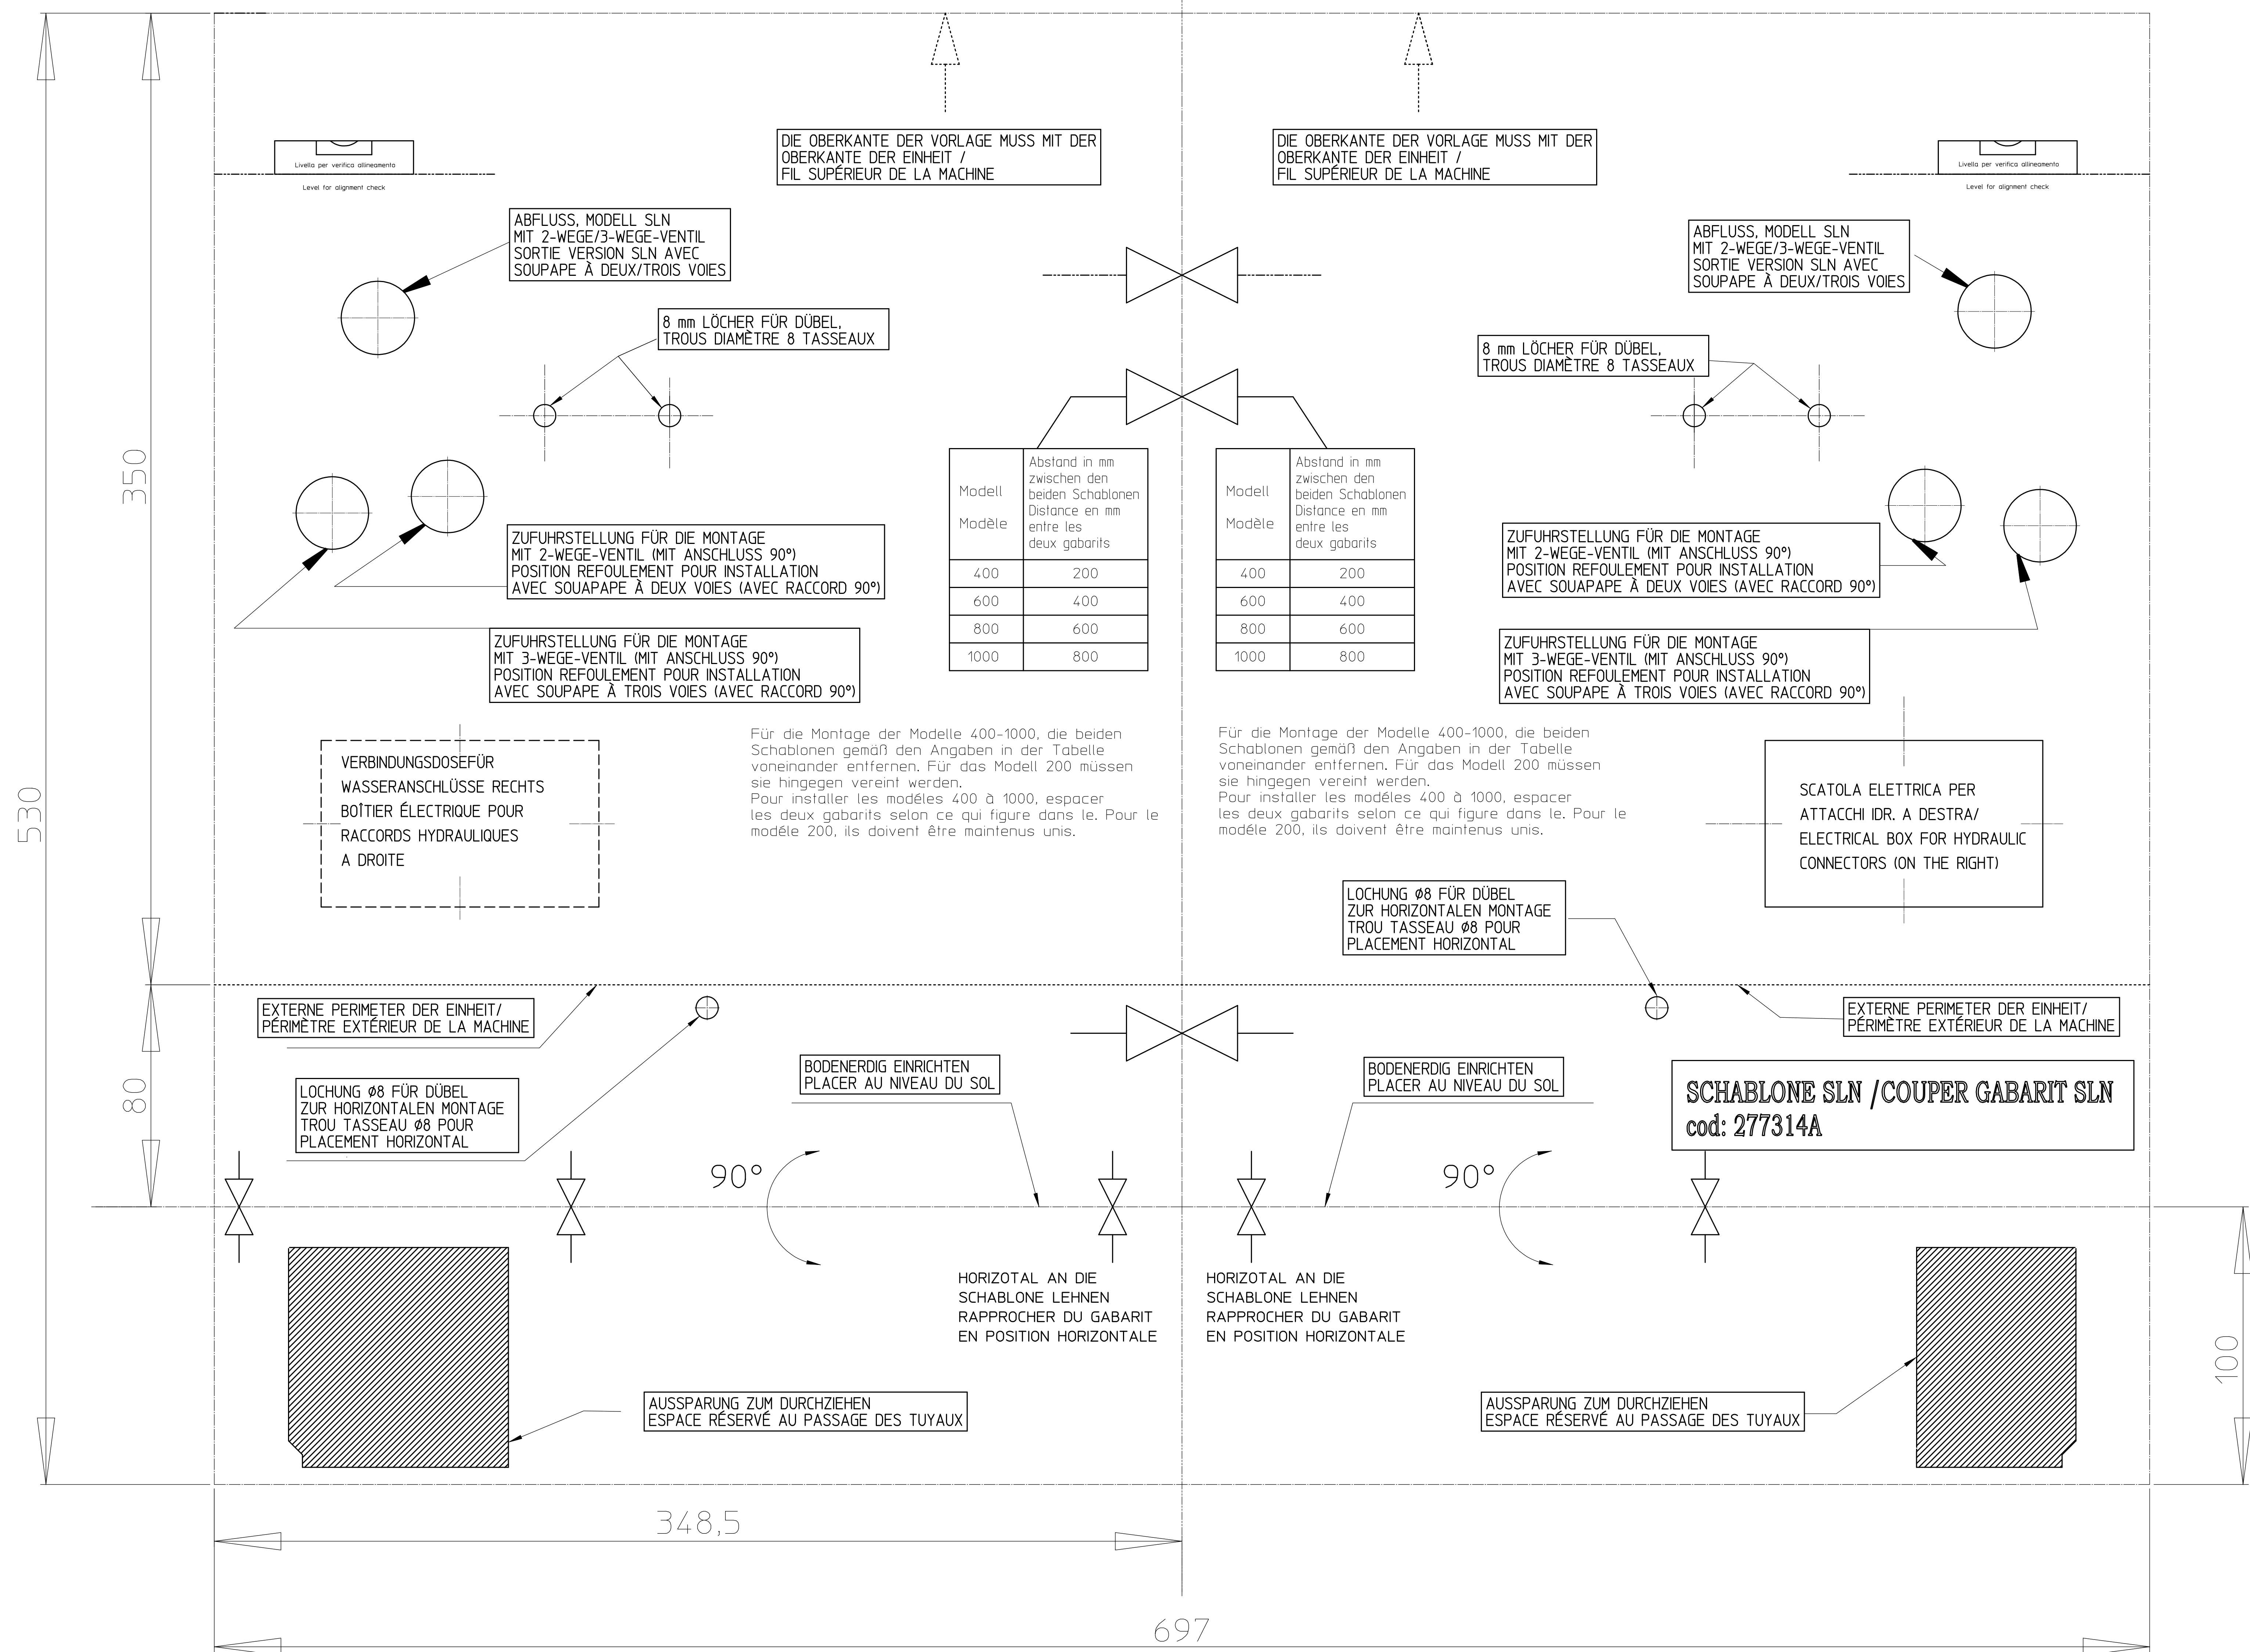 DIE OBERKANTE DER VORLAGE MUSS MIT DER
OBERKANTE DER EINHEIT /
FIL SUPÉRIEUR DE LA MACHINE
DIE OBERKANTE DER VORLAGE MUSS MIT DER
OBERKANTE DER EINHEIT /
FIL SUPÉRIEUR DE LA MACHINE
Livella per verifica allineamento
Level for alignment check
Livella per verifica allineamento
Level for alignment check
ABFLUSS, MODELL SLN
MIT 2-WEGE/3-WEGE-VENTIL
SORTIE VERSION SLN AVEC
SOUPAPE À DEUX/TROIS VOIES
ABFLUSS, MODELL SLN
MIT 2-WEGE/3-WEGE-VENTIL
SORTIE VERSION SLN AVEC
SOUPAPE À DEUX/TROIS VOIES
8 mm LÖCHER FÜR DÜBEL,
TROUS DIAMÈTRE 8 TASSEAUX
8 mm LÖCHER FÜR DÜBEL,
TROUS DIAMÈTRE 8 TASSEAUX
350
Modell
Modèle
Abstand in mm
zwischen den
beiden Schablonen
Distance en mm
entre les
deux gabarits
400 200
600 400
800 600
1000 800
Modell
Modèle
Abstand in mm
zwischen den
beiden Schablonen
Distance en mm
entre les
deux gabarits
400 200
600 400
800 600
1000 800
ZUFUHRSTELLUNG FÜR DIE MONTAGE
MIT 2-WEGE-VENTIL (MIT ANSCHLUSS 90°)
POSITION REFOULEMENT POUR INSTALLATION
AVEC SOUAPAPE À DEUX VOIES (AVEC RACCORD 90°)
ZUFUHRSTELLUNG FÜR DIE MONTAGE
MIT 2-WEGE-VENTIL (MIT ANSCHLUSS 90°)
POSITION REFOULEMENT POUR INSTALLATION
AVEC SOUAPAPE À DEUX VOIES (AVEC RACCORD 90°)
ZUFUHRSTELLUNG FÜR DIE MONTAGE
MIT 3-WEGE-VENTIL (MIT ANSCHLUSS 90°)
POSITION REFOULEMENT POUR INSTALLATION
AVEC SOUPAPE À TROIS VOIES (AVEC RACCORD 90°)
ZUFUHRSTELLUNG FÜR DIE MONTAGE
MIT 3-WEGE-VENTIL (MIT ANSCHLUSS 90°)
POSITION REFOULEMENT POUR INSTALLATION
AVEC SOUPAPE À TROIS VOIES (AVEC RACCORD 90°)
530
VERBINDUNGSDOSEFÜR
WASSERANSCHLÜSSE RECHTS
BOÎTIER ÉLECTRIQUE POUR
RACCORDS HYDRAULIQUES
A DROITE
Für die Montage der Modelle 400-1000, die beiden
Schablonen gemäß den Angaben in der Tabelle
voneinander entfernen. Für das Modell 200 müssen
sie hingegen vereint werden.
Pour installer les modéles 400 à 1000, espacer
les deux gabarits selon ce qui figure dans le. Pour le
modéle 200, ils doivent être maintenus unis.
Für die Montage der Modelle 400-1000, die beiden
Schablonen gemäß den Angaben in der Tabelle
voneinander entfernen. Für das Modell 200 müssen
sie hingegen vereint werden.
Pour installer les modéles 400 à 1000, espacer
les deux gabarits selon ce qui figure dans le. Pour le
modéle 200, ils doivent être maintenus unis.
SCATOLA ELETTRICA PER
ATTACCHI IDR. A DESTRA/
ELECTRICAL BOX FOR HYDRAULIC
CONNECTORS (ON THE RIGHT)
LOCHUNG Ø8 FÜR DÜBEL
ZUR HORIZONTALEN MONTAGE
TROU TASSEAU Ø8 POUR
PLACEMENT HORIZONTAL
EXTERNE PERIMETER DER EINHEIT/
PÉRIMÈTRE EXTÉRIEUR DE LA MACHINE
EXTERNE PERIMETER DER EINHEIT/
PÉRIMÈTRE EXTÉRIEUR DE LA MACHINE
80
LOCHUNG Ø8 FÜR DÜBEL
ZUR HORIZONTALEN MONTAGE
TROU TASSEAU Ø8 POUR
PLACEMENT HORIZONTAL
BODENERDIG EINRICHTEN
PLACER AU NIVEAU DU SOL
BODENERDIG EINRICHTEN
PLACER AU NIVEAU DU SOL
SCHABLONE SLN /COUPER GABARIT SLN
cod: 277314A
90°
90°
HORIZOTAL AN DIE
SCHABLONE LEHNEN
RAPPROCHER DU GABARIT
EN POSITION HORIZONTALE
HORIZOTAL AN DIE
SCHABLONE LEHNEN
RAPPROCHER DU GABARIT
EN POSITION HORIZONTALE
100
AUSSPARUNG ZUM DURCHZIEHEN
ESPACE RÉSERVÉ AU PASSAGE DES TUYAUX
AUSSPARUNG ZUM DURCHZIEHEN
ESPACE RÉSERVÉ AU PASSAGE DES TUYAUX
348,5
697